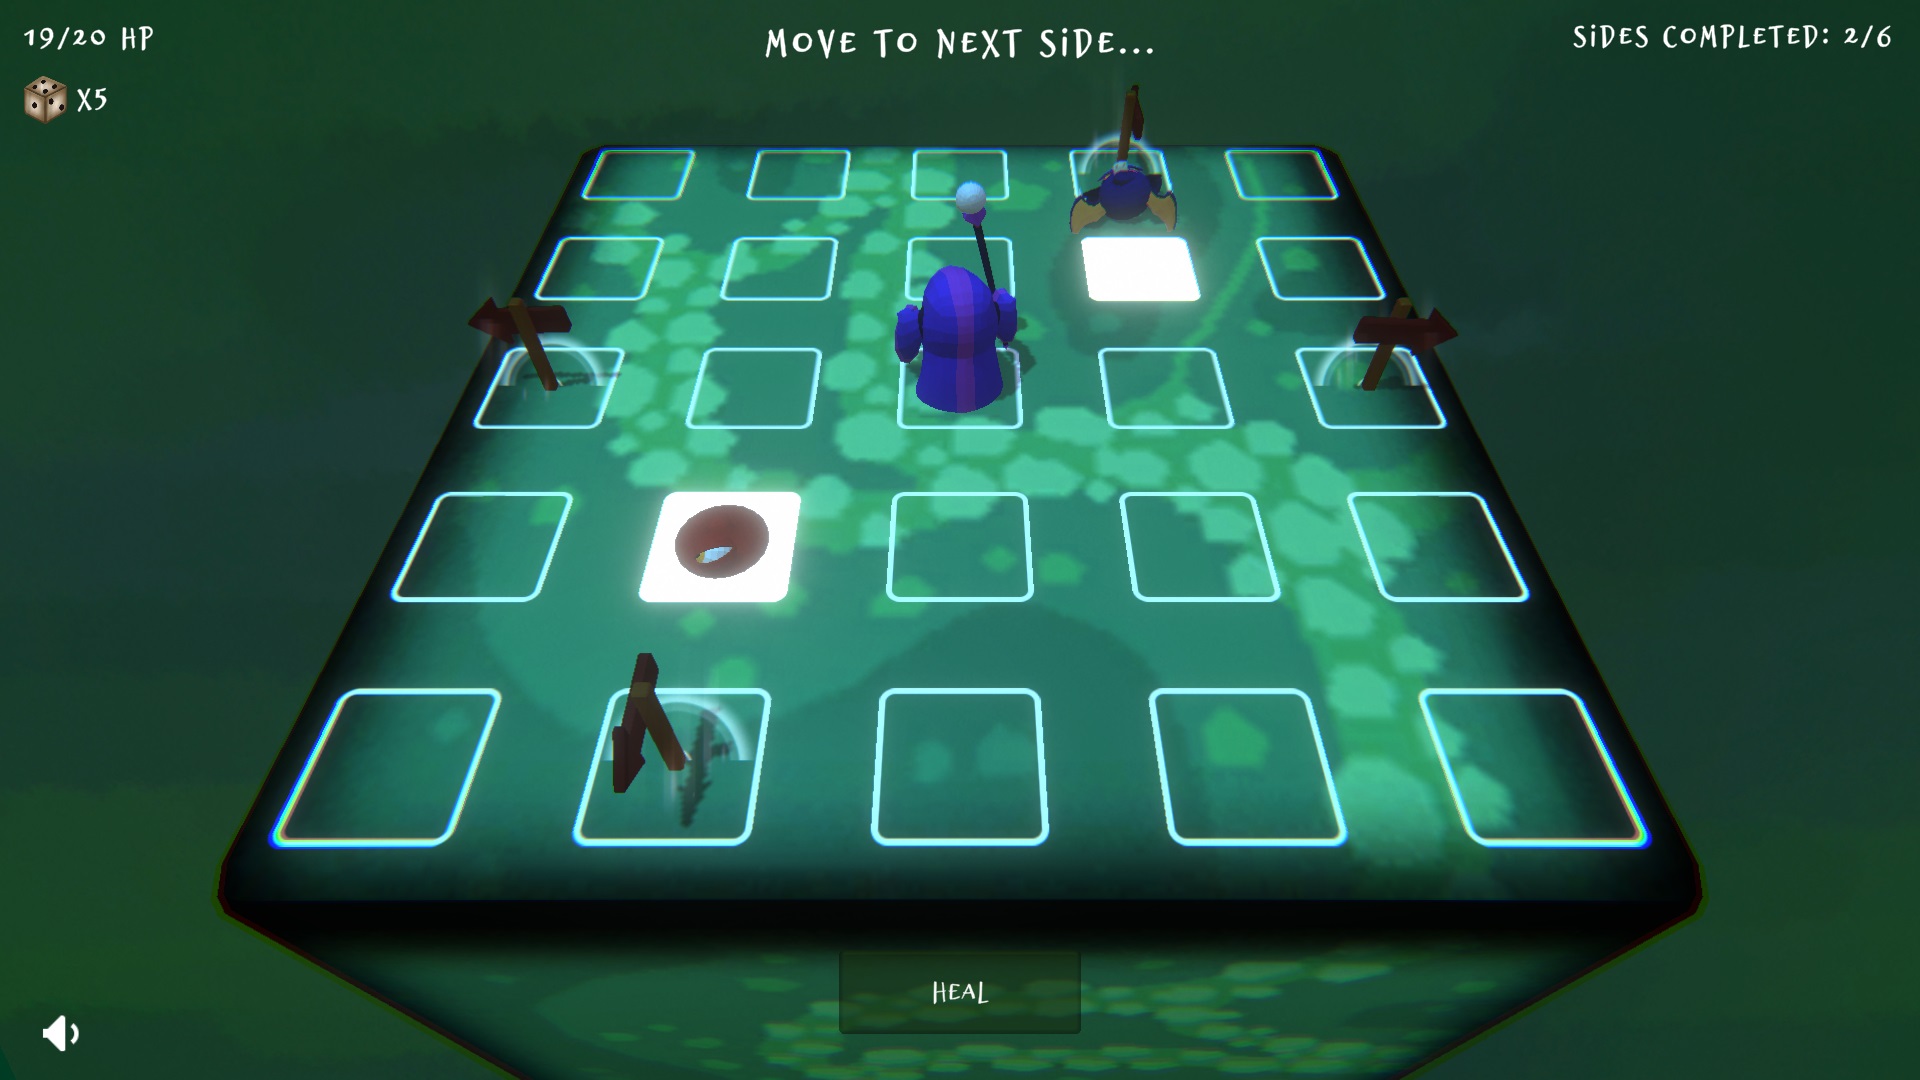 19/20 HP
MOVE TO NEXT SiDE...
SiDES COMPLETED: 2/6
X5
HEAL